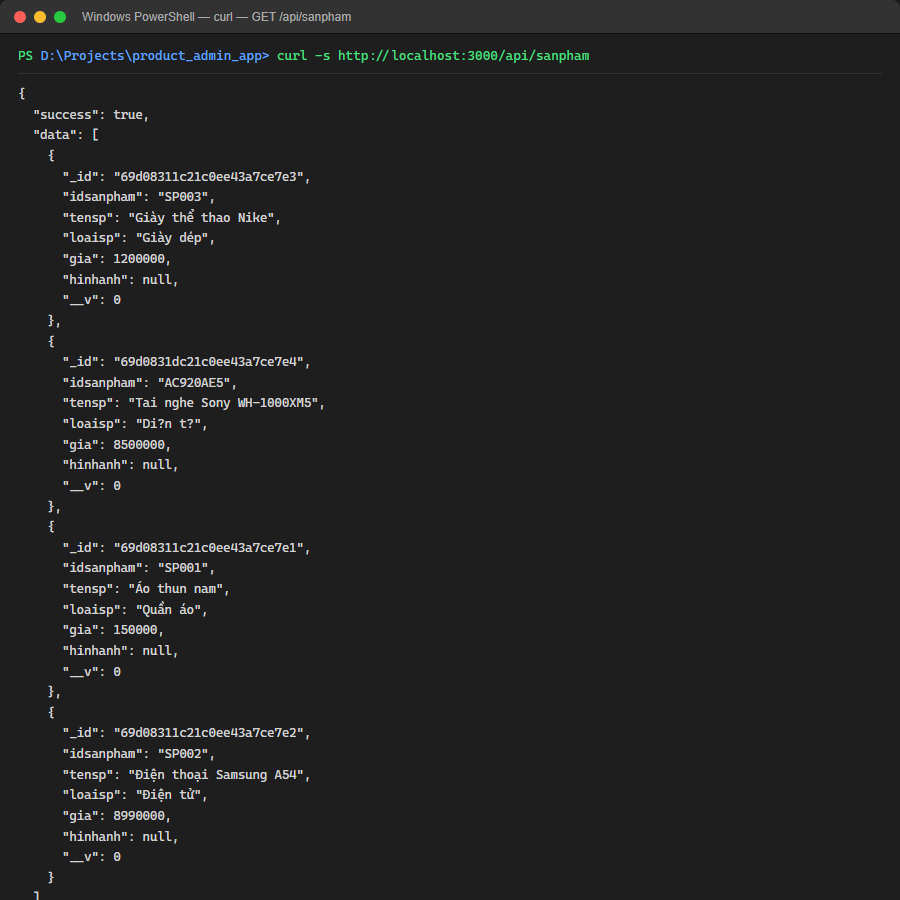 Windows PowerShell — curl — GET /api/sanpham
PS D:\Projects\product_admin_app> curl -s http://localhost:3000/api/sanpham
{
  "success": true,
  "data": [
    {
      "_id": "69d08311c21c0ee43a7ce7e3",
      "idsanpham": "SP003",
      "tensp": "Giày thể thao Nike",
      "loaisp": "Giày dép",
      "gia": 1200000,
      "hinhanh": null,
      "__v": 0
    },
    {
      "_id": "69d0831dc21c0ee43a7ce7e4",
      "idsanpham": "AC920AE5",
      "tensp": "Tai nghe Sony WH-1000XM5",
      "loaisp": "Di?n t?",
      "gia": 8500000,
      "hinhanh": null,
      "__v": 0
    },
    {
      "_id": "69d08311c21c0ee43a7ce7e1",
      "idsanpham": "SP001",
      "tensp": "Áo thun nam",
      "loaisp": "Quần áo",
      "gia": 150000,
      "hinhanh": null,
      "__v": 0
    },
    {
      "_id": "69d08311c21c0ee43a7ce7e2",
      "idsanpham": "SP002",
      "tensp": "Điện thoại Samsung A54",
      "loaisp": "Điện tử",
      "gia": 8990000,
      "hinhanh": null,
      "__v": 0
    }
  ]